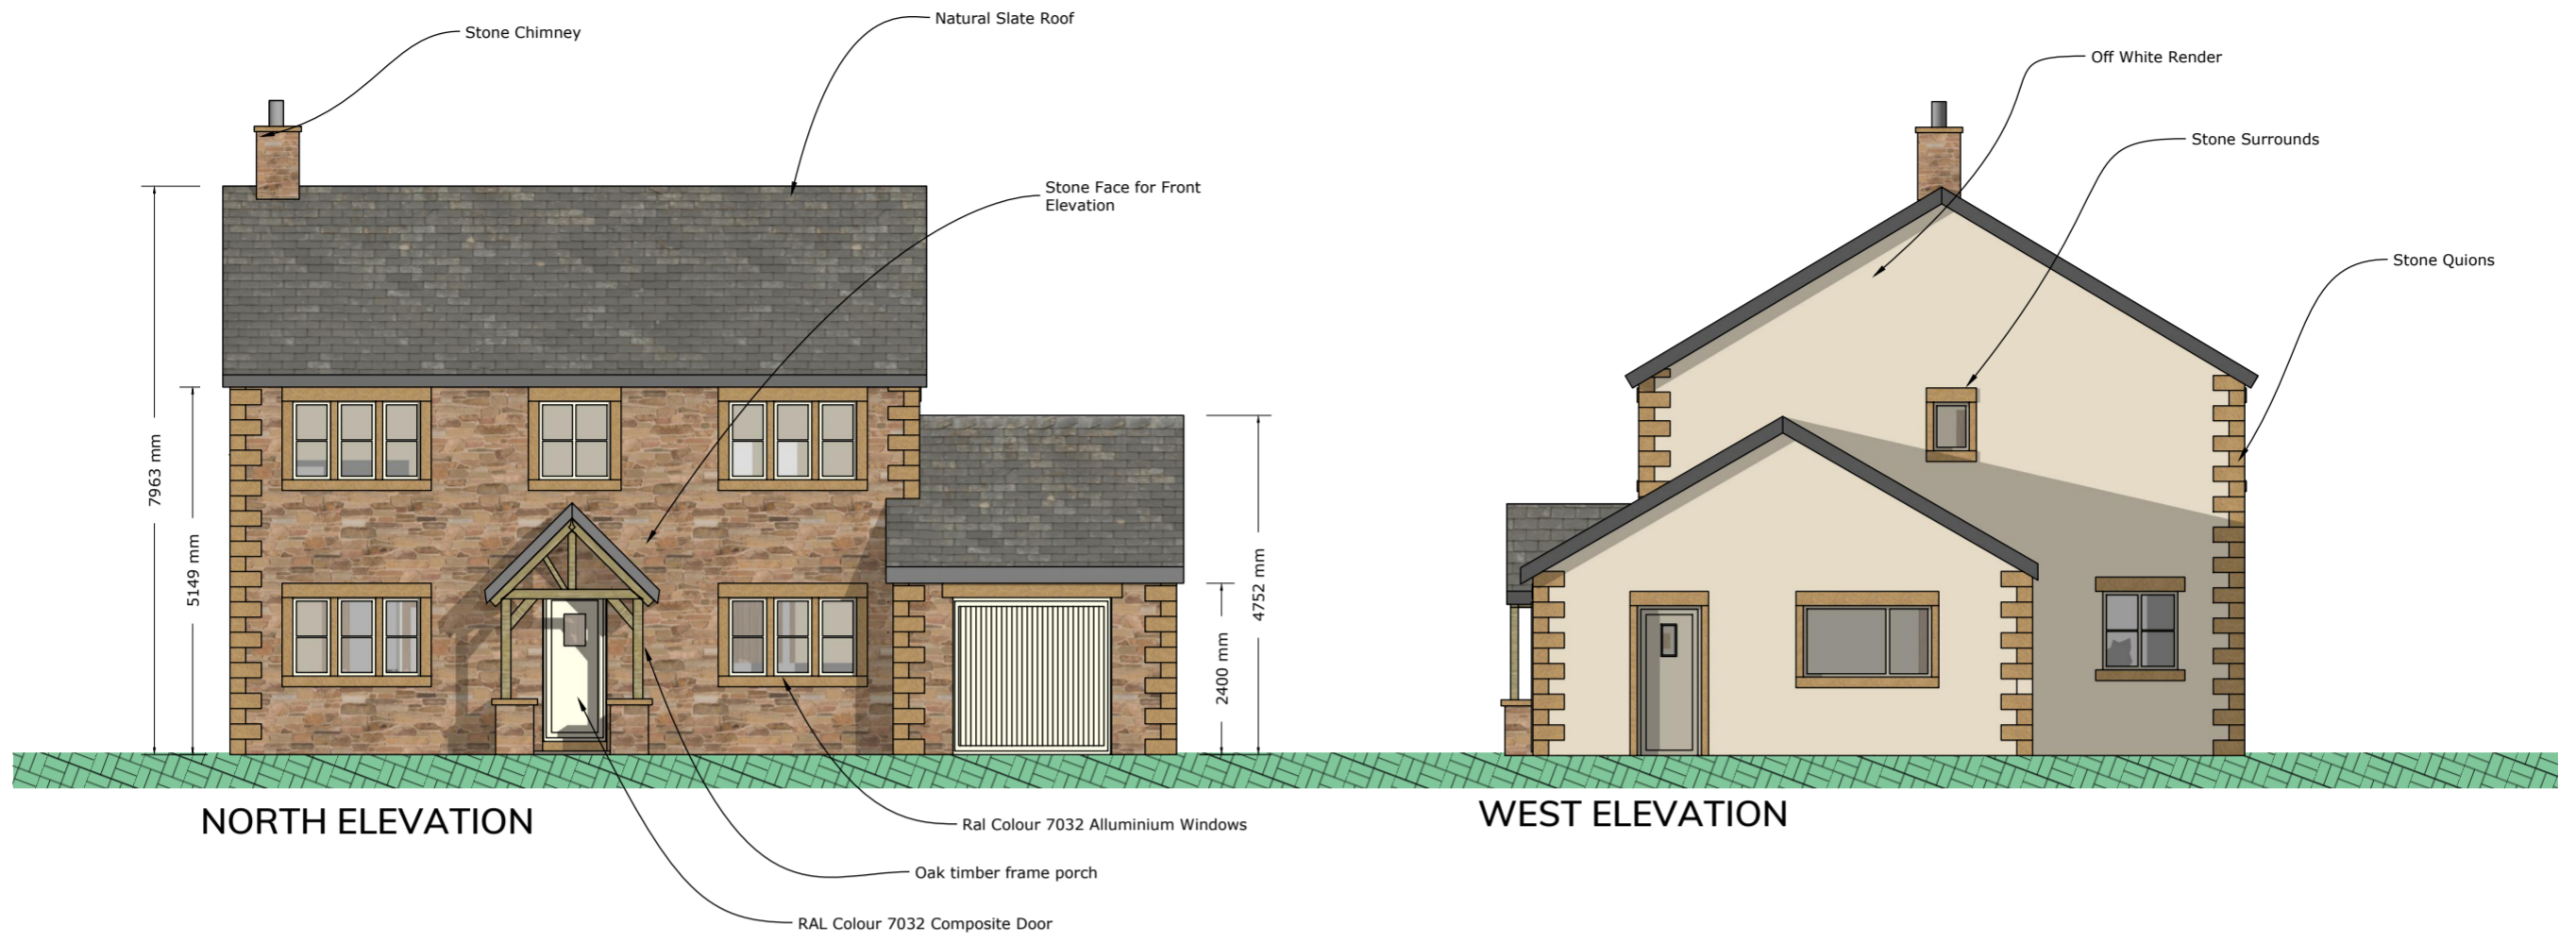 Stone Chimney
Natural Slate Roof
Off White Render
Stone Surrounds
Stone Face for Front
Elevation
Stone Quions
7963 mm
5149 mm
4752 mm
2400 mm
NORTH ELEVATION
WEST ELEVATION
Ral Colour 7032 Alluminium Windows
Oak timber frame porch
RAL Colour 7032 Composite Door